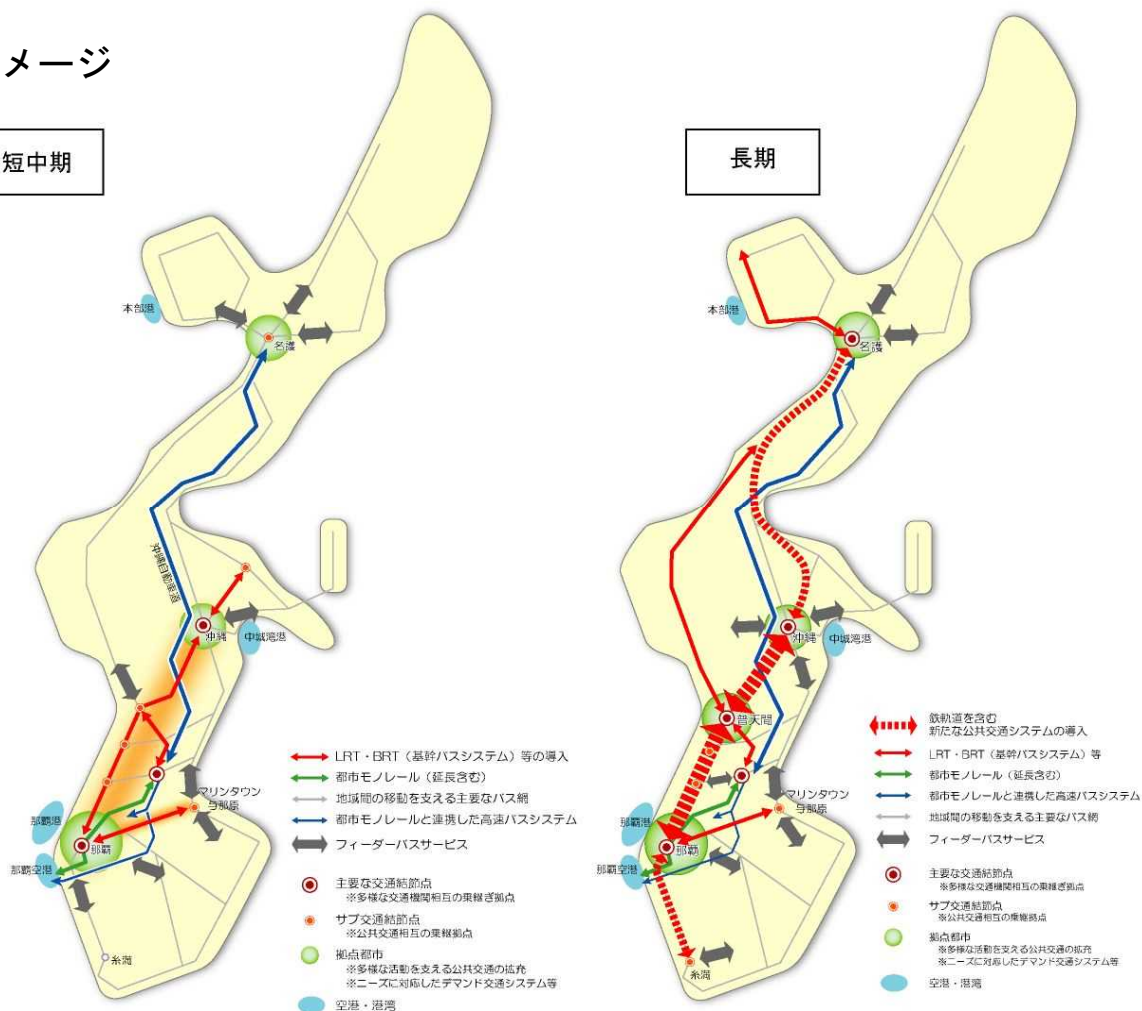 メージ
短中期
本部港
名護
沖縄自動車道
沖縄
中城湾港
マリンタウン
与那原
那覇港
那覇
那覇空港
糸満
LRT・BRT（基幹バスシステム）等の導入
都市モノレール（延長含む）
地域間の移動を支える主要なバス網
都市モノレールと連携した高速バスシステム
フィーダーバスサービス
主要な交通結節点
※多様な交通機関相互の乗継ぎ拠点
サブ交通結節点
※公共交通相互の乗継拠点
拠点都市
※多様な活動を支える公共交通の拡充
※ニーズに対応したデマンド交通システム等
空港・港湾
長期
本部港
名護
沖縄
中城湾港
普天間
マリンタウン
与那原
那覇港
那覇
那覇空港
糸満
鉄軌道を含む
新たな公共交通システムの導入
LRT・BRT（基幹バスシステム）等
都市モノレール（延長含む）
都市モノレールと連携した高速バスシステム
地域間の移動を支える主要なバス網
フィーダーバスサービス
主要な交通結節点
※多様な交通機関相互の乗継ぎ拠点
サブ交通結節点
※公共交通相互の乗継拠点
拠点都市
※多様な活動を支える公共交通の拡充
※ニーズに対応したデマンド交通システム等
空港・港湾